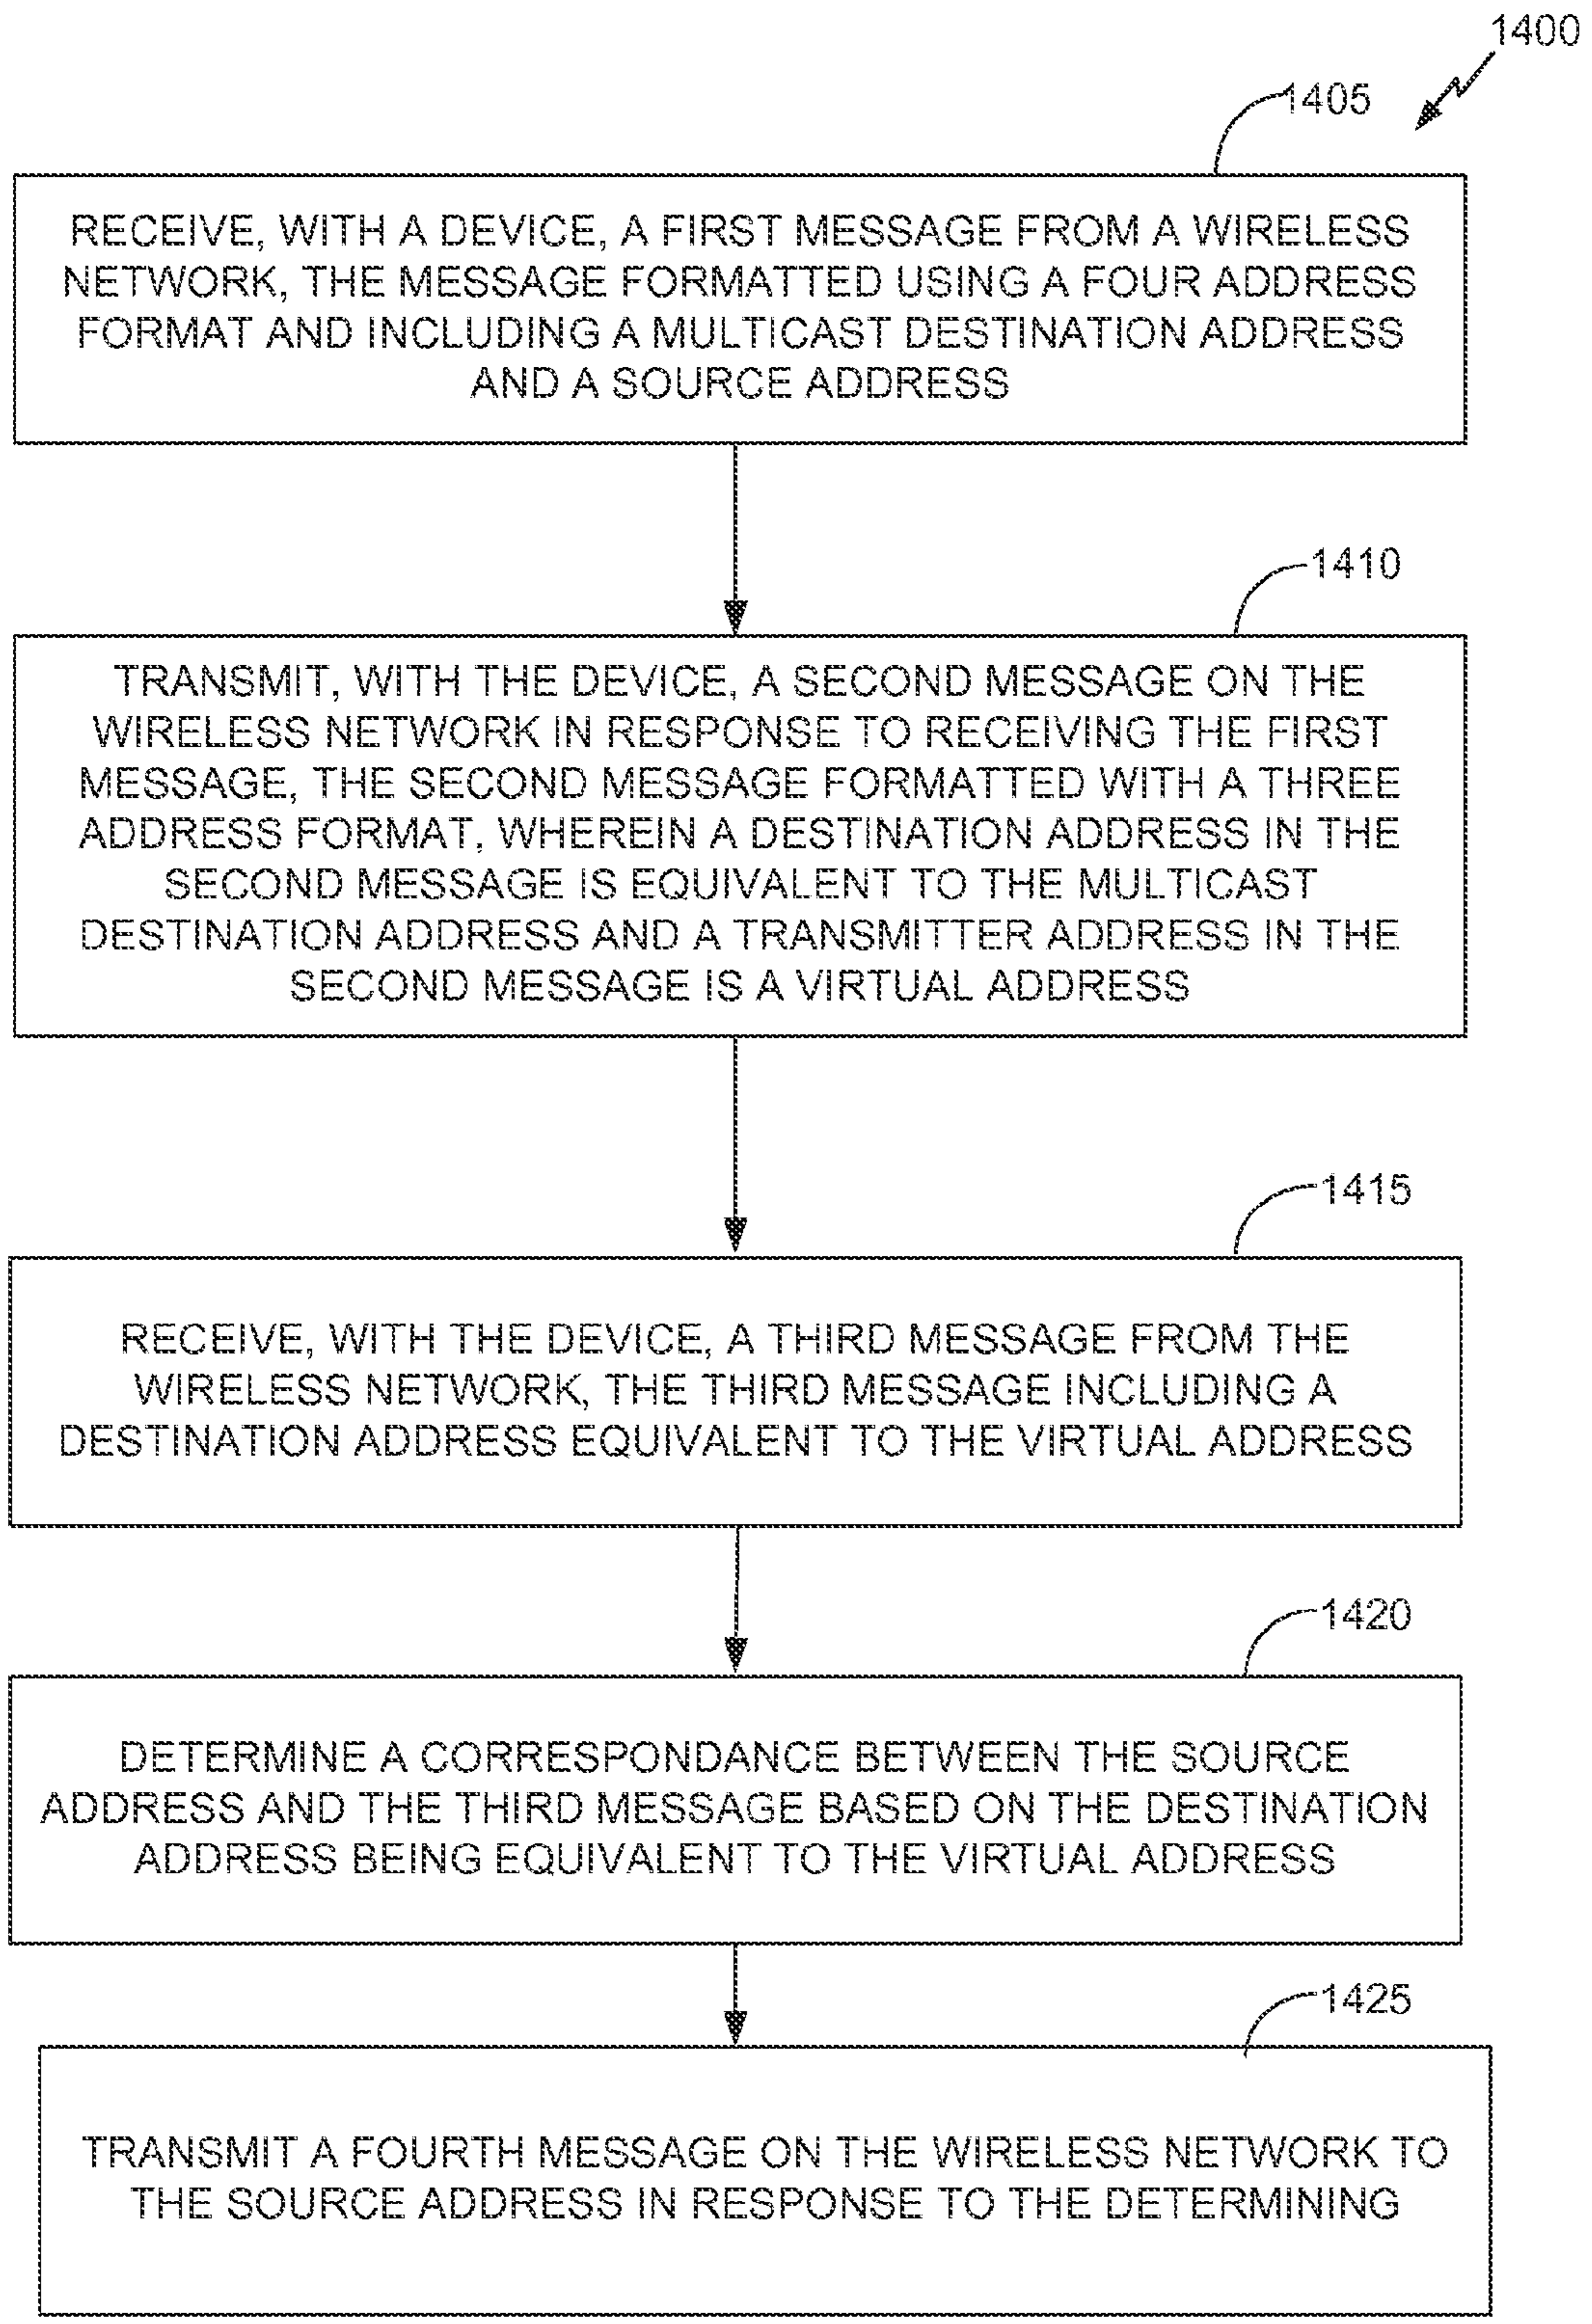 1400
1405
RECEIVE, WITH A DEVICE, A FIRST MESSAGE FROM A WIRELESS
NETWORK, THE MESSAGE FORMATTED USING A FOUR ADDRESS
FORMAT AND INCLUDING A MULTICAST DESTINATION ADDRESS
AND A SOURCE ADDRESS
1410
TRANSMIT, WITH THE DEVICE, A SECOND MESSAGE ON THE
WIRELESS NETWORK IN RESPONSE TO RECEIVING THE FIRST
MESSAGE, THE SECOND MESSAGE FORMATTED WITH A THREE
ADDRESS FORMAT, WHEREIN A DESTINATION ADDRESS IN THE
SECOND MESSAGE IS EQUIVALENT TO THE MULTICAST
DESTINATION ADDRESS AND A TRANSMITTER ADDRESS IN THE
SECOND MESSAGE IS A VIRTUAL ADDRESS
1415
RECEIVE, WITH THE DEVICE, A THIRD MESSAGE FROM THE
WIRELESS NETWORK, THE THIRD MESSAGE INCLUDING A
DESTINATION ADDRESS EQUIVALENT TO THE VIRTUAL ADDRESS
1420
DETERMINE A CORRESPONDANCE BETWEEN THE SOURCE
ADDRESS AND THE THIRD MESSAGE BASED ON THE DESTINATION
ADDRESS BEING EQUIVALENT TO THE VIRTUAL ADDRESS
1425
TRANSMIT A FOURTH MESSAGE ON THE WIRELESS NETWORK TO
THE SOURCE ADDRESS IN RESPONSE TO THE DETERMINING